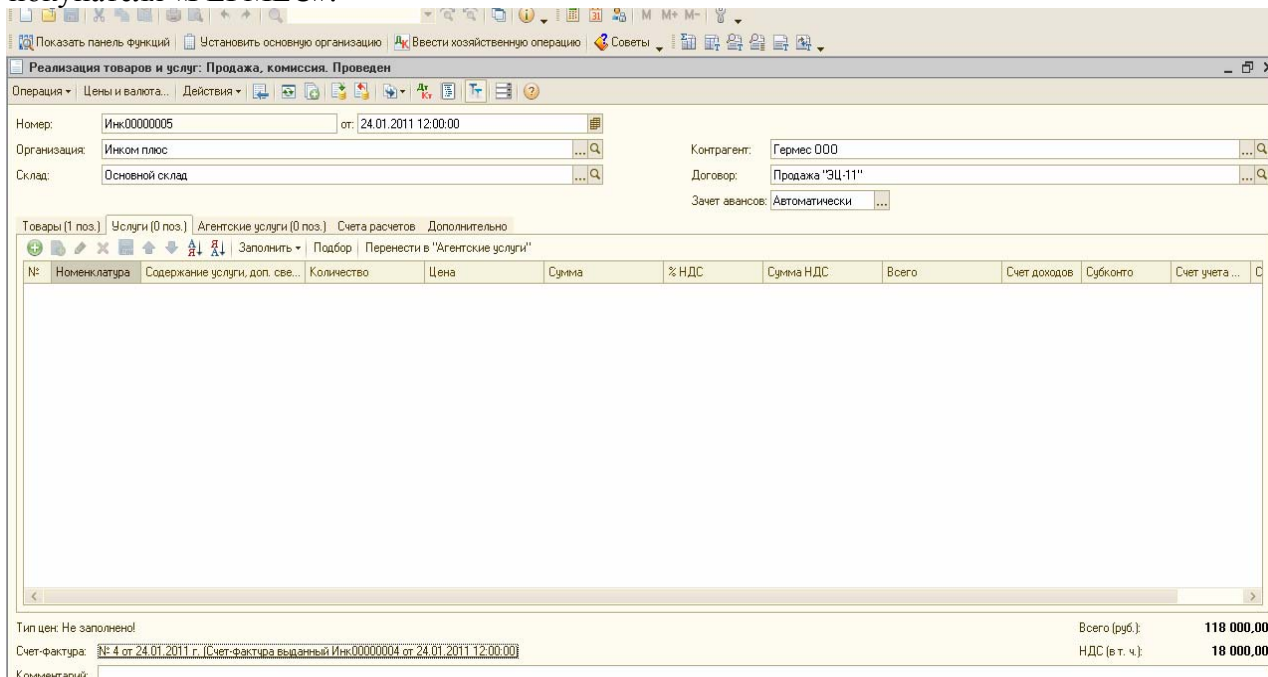 M M+ M-
Показать панель функций Установить основную организацию Ввести хозяйственную операцию Советы
Реализация товаров и услуг: Продажа, комиссия. Проведен
Операция Цены и валюта... Действия
Номер: Инк00000005 от: 24.01.2011 12:00:00
Организация: Инком плюс ... Контрагент: Гермес ООО ...
Склад: Основной склад ... Договор: Продажа "ЭЦ-11" ...
Зачет авансов: Автоматически ...
Товары (1 поз.) Услуги (0 поз.) Агентские услуги (0 поз.) Счета расчетов Дополнительно
Заполнить Подбор Перенести в "Агентские услуги"
№ Номенклатура Содержание услуги, доп. све... Количество Цена Сумма % НДС Сумма НДС Всего Счет доходов Субконто Счет учета ... С
Тип цен: Не заполнено! Всего (руб.): 118 000,00
Счет-фактура: № 4 от 24.01.2011 г. (Счет-фактура выданный Инк00000004 от 24.01.2011 12:00:00) НДС (в т. ч.): 18 000,00
Комментарий: